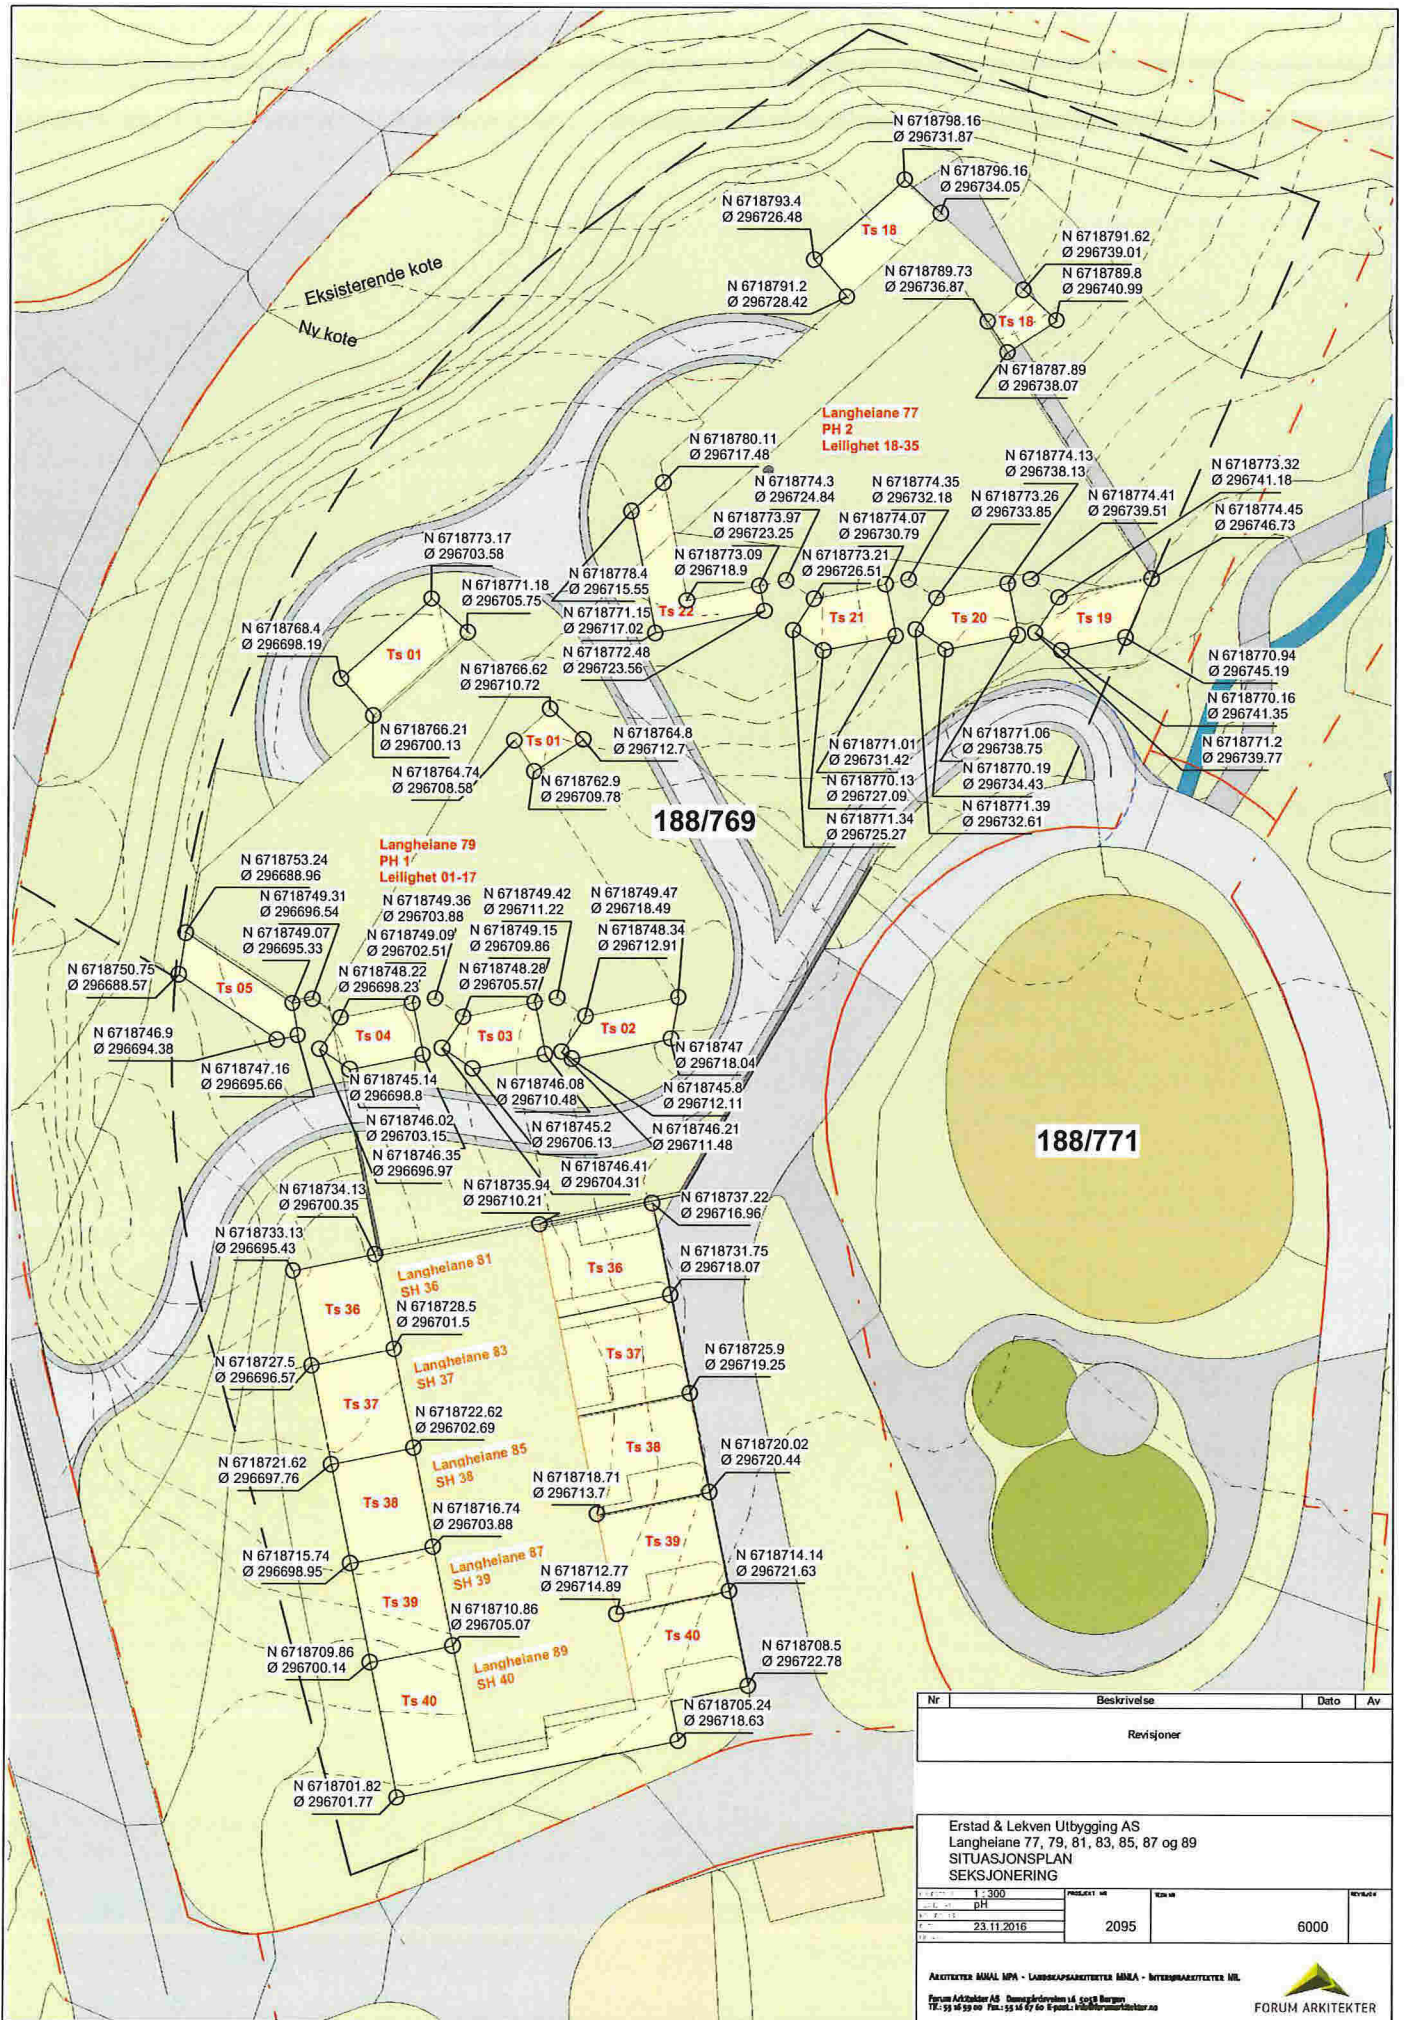 N 6718798.16
Ø 296731.87
N 6718796.16
Ø 296734.05
N 6718793.4
Ø 296726.48
Ts 18
N 6718791.62
Ø 296739.01
N 6718789.73
Ø 296736.87
N 6718789.8
Ø 296740.99
N 6718791.2
Ø 296728.42
Ts 18
Eksisterende kote
Ny kote
N 6718787.89
Ø 296738.07
Langheiane 77
PH 2
Leilighet 18-35
N 6718780.11
Ø 296717.48
N 6718774.13
Ø 296738.13
N 6718773.32
Ø 296741.18
N 6718774.3
Ø 296724.84
N 6718774.35
Ø 296732.18
N 6718773.26
Ø 296733.85
N 6718774.41
Ø 296739.51
N 6718774.45
Ø 296746.73
N 6718773.97
Ø 296723.25
N 6718774.07
Ø 296730.79
N 6718773.17
Ø 296703.58
N 6718773.09
Ø 296718.9
N 6718773.21
Ø 296726.51
N 6718771.18
Ø 296705.75
N 6718778.4
Ø 296715.55
Ts 22
Ts 21
Ts 20
Ts 19
N 6718771.15
Ø 296717.02
N 6718768.4
Ø 296698.19
Ts 01
N 6718772.48
Ø 296723.56
N 6718766.62
Ø 296710.72
N 6718770.94
Ø 296745.19
N 6718770.16
Ø 296741.35
N 6718766.21
Ø 296700.13
Ts 01
N 6718764.8
Ø 296712.7
N 6718771.01
Ø 296731.42
N 6718771.06
Ø 296738.75
N 6718771.2
Ø 296739.77
N 6718764.74
Ø 296708.58
N 6718762.9
Ø 296709.78
N 6718770.13
Ø 296727.09
N 6718770.19
Ø 296734.43
N 6718771.34
Ø 296725.27
N 6718771.39
Ø 296732.61
188/769
Langheiane 79
PH 1
Leilighet 01-17
N 6718753.24
Ø 296688.96
N 6718749.31
Ø 296696.54
N 6718749.36
Ø 296703.88
N 6718749.42
Ø 296711.22
N 6718749.47
Ø 296718.49
N 6718749.07
Ø 296695.33
N 6718749.09
Ø 296702.51
N 6718749.15
Ø 296709.86
N 6718748.34
Ø 296712.91
N 6718750.75
Ø 296688.57
N 6718748.22
Ø 296698.23
N 6718748.28
Ø 296705.57
Ts 05
Ts 04
Ts 03
Ts 02
N 6718746.9
Ø 296694.38
N 6718747
Ø 296718.04
N 6718747.16
Ø 296695.66
N 6718745.14
Ø 296698.8
N 6718746.08
Ø 296710.48
N 6718745.8
Ø 296712.11
N 6718746.02
Ø 296703.15
N 6718745.2
Ø 296706.13
N 6718746.21
Ø 296711.48
N 6718746.35
Ø 296696.97
N 6718746.41
Ø 296704.31
188/771
N 6718734.13
Ø 296700.35
N 6718735.94
Ø 296710.21
N 6718737.22
Ø 296716.96
N 6718733.13
Ø 296695.43
Langheiane 81
SH 36
Ts 36
N 6718731.75
Ø 296718.07
Ts 36
N 6718728.5
Ø 296701.5
N 6718727.5
Ø 296696.57
Langheiane 83
SH 37
Ts 37
N 6718725.9
Ø 296719.25
Ts 37
N 6718722.62
Ø 296702.69
Ts 38
N 6718721.62
Ø 296697.76
Langheiane 85
SH 38
N 6718720.02
Ø 296720.44
Ts 38
N 6718718.71
Ø 296713.7
N 6718716.74
Ø 296703.88
Ts 39
N 6718715.74
Ø 296698.95
Langheiane 87
SH 39
N 6718714.14
Ø 296721.63
N 6718712.77
Ø 296714.89
Ts 39
N 6718710.86
Ø 296705.07
Ts 40
N 6718709.86
Ø 296700.14
Langheiane 89
SH 40
N 6718708.5
Ø 296722.78
Ts 40
N 6718705.24
Ø 296718.63
N 6718701.82
Ø 296701.77
Nr Beskrivelse Dato Av
Revisjoner
Erstad & Lekven Utbygging AS
Langheiane 77, 79, 81, 83, 85, 87 og 89
SITUASJONSPLAN
SEKSJONERING
1 : 300
PROSJEKT NR
pH
23.11.2016
2095
6000
ARKITEKTER MNAL NPA - LANDSKAPSARKITEKTER MNLA - INTERIØRARKITEKTER NIL
Forum Arkitekter AS
FORUM ARKITEKTER